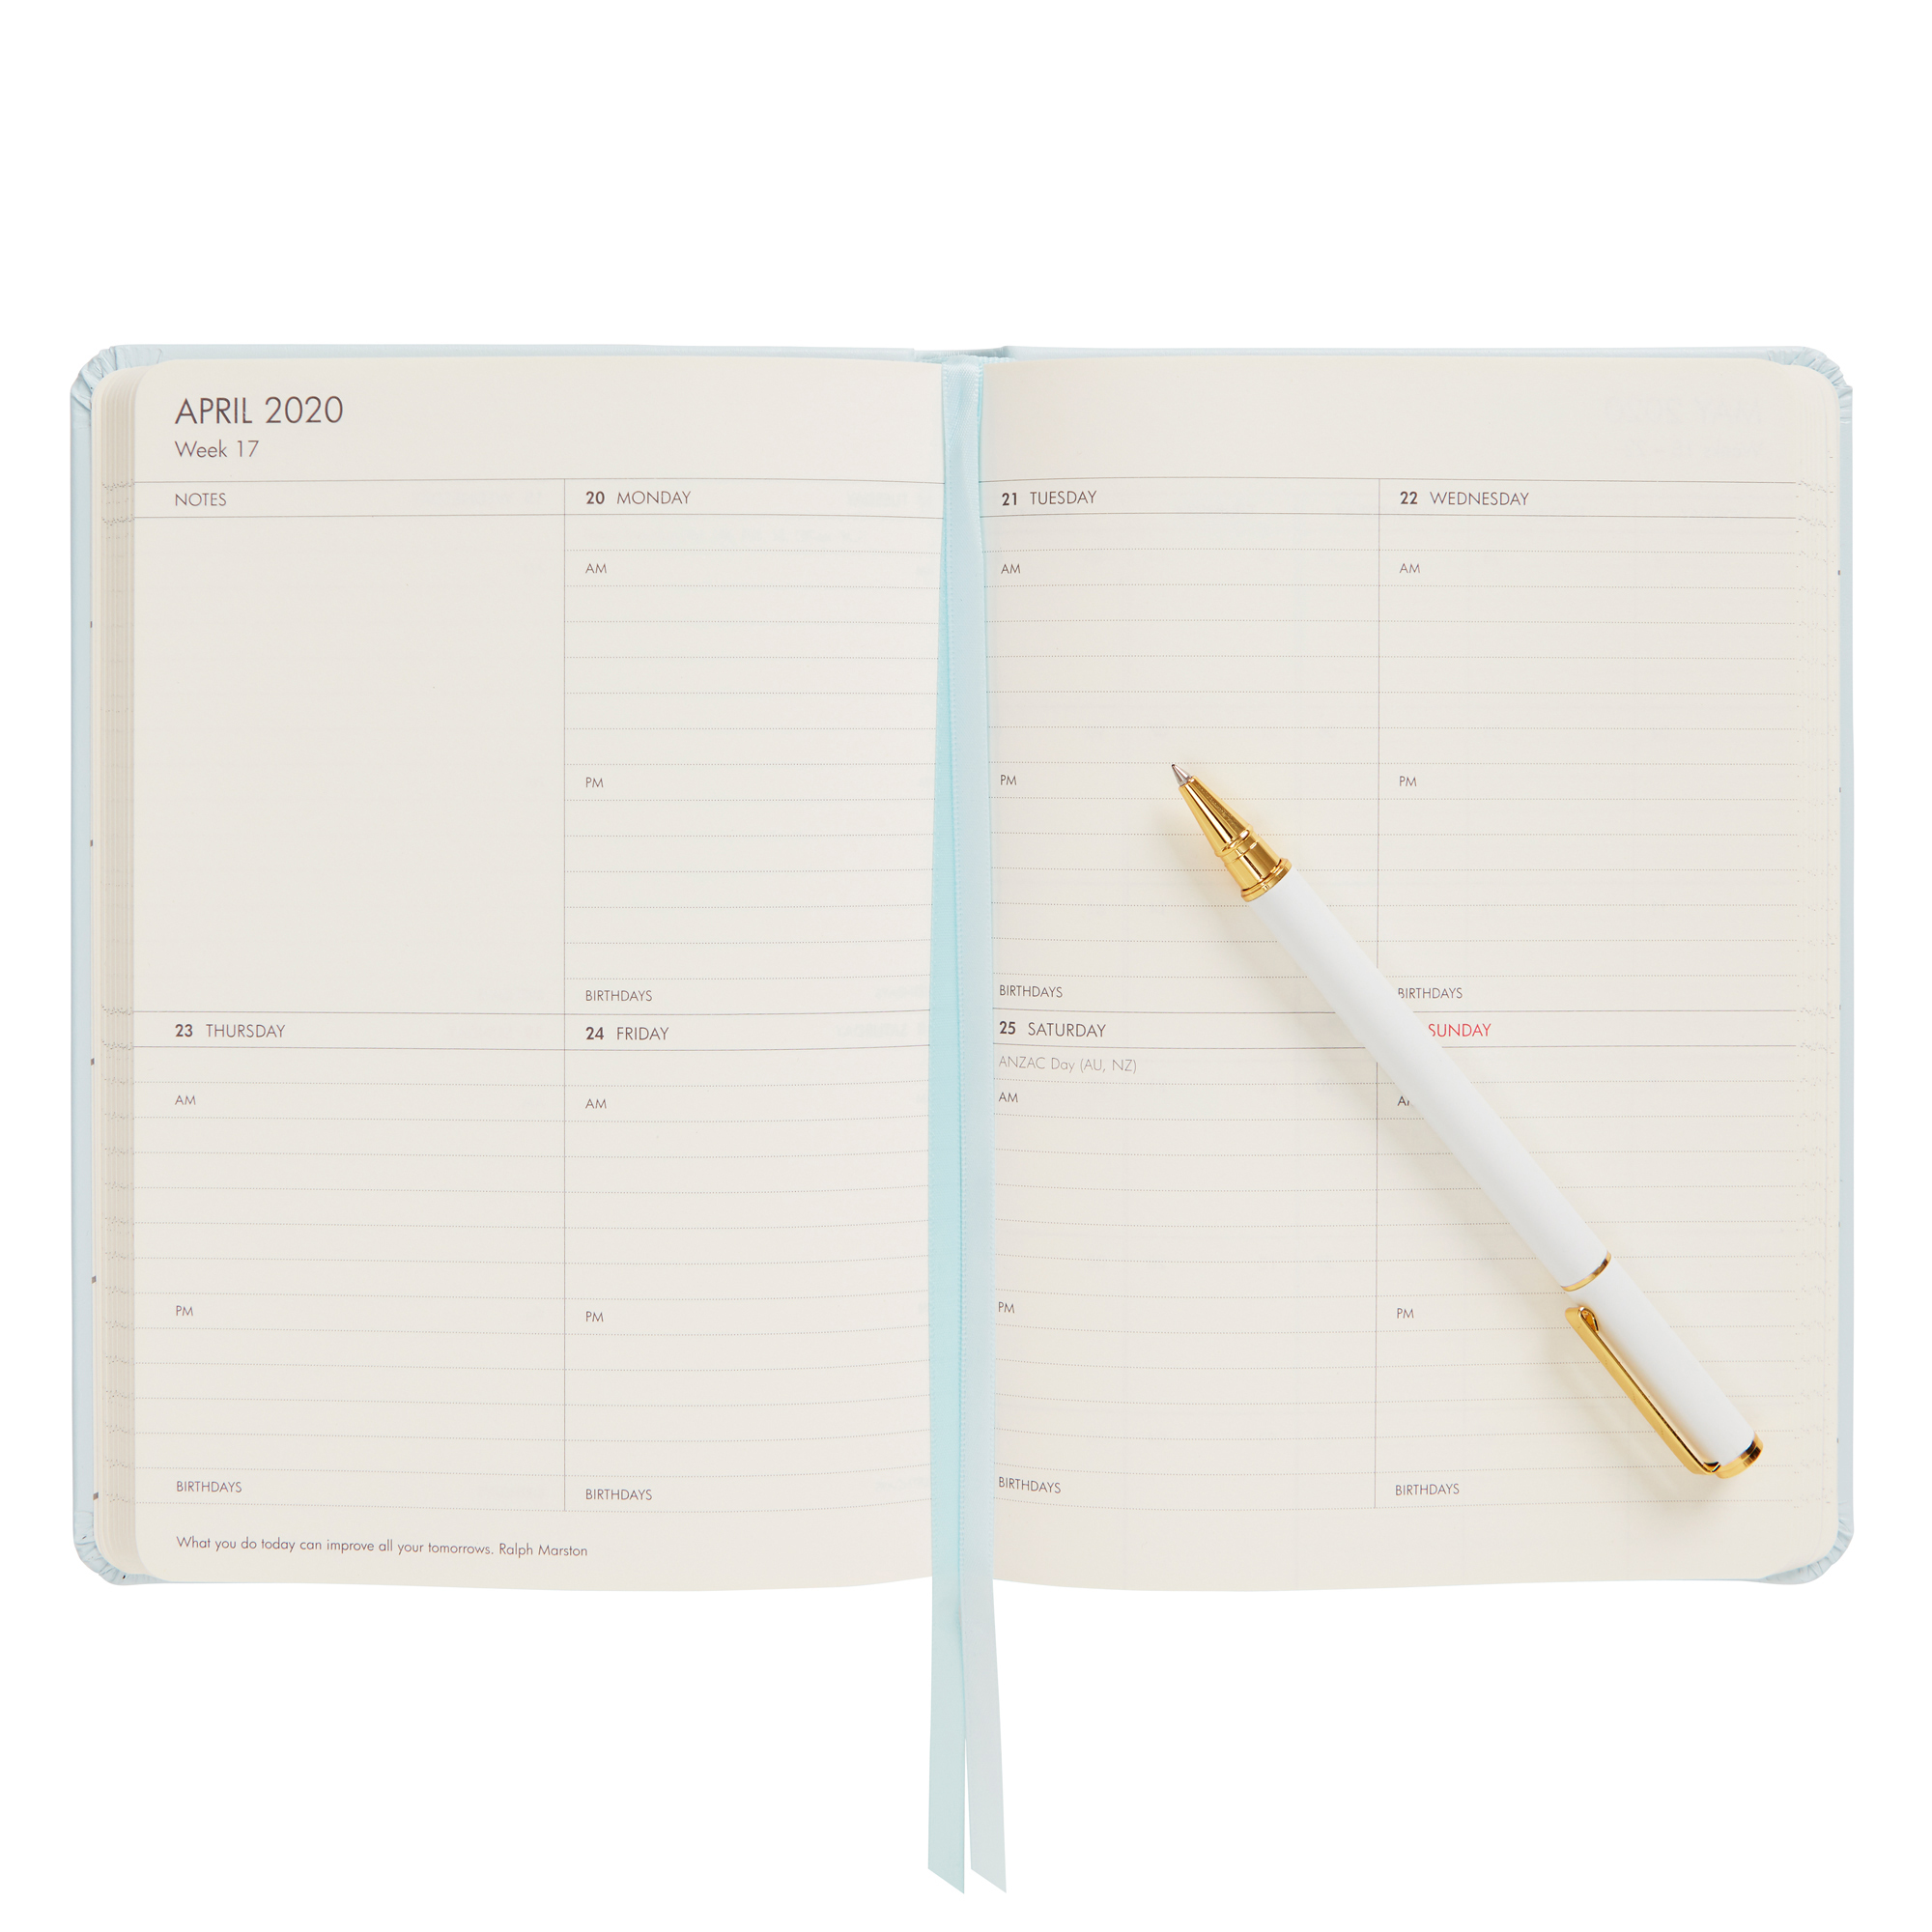 APRIL 2020
Week 17
NOTES
20 MONDAY
AM
PM
BIRTHDAYS
21 TUESDAY
AM
PM
BIRTHDAYS
22 WEDNESDAY
AM
PM
BIRTHDAYS
23 THURSDAY
AM
PM
BIRTHDAYS
24 FRIDAY
AM
PM
BIRTHDAYS
25 SATURDAY
ANZAC Day (AU, NZ)
AM
PM
BIRTHDAYS
SUNDAY
PM
BIRTHDAYS
What you do today can improve all your tomorrows. Ralph Marston